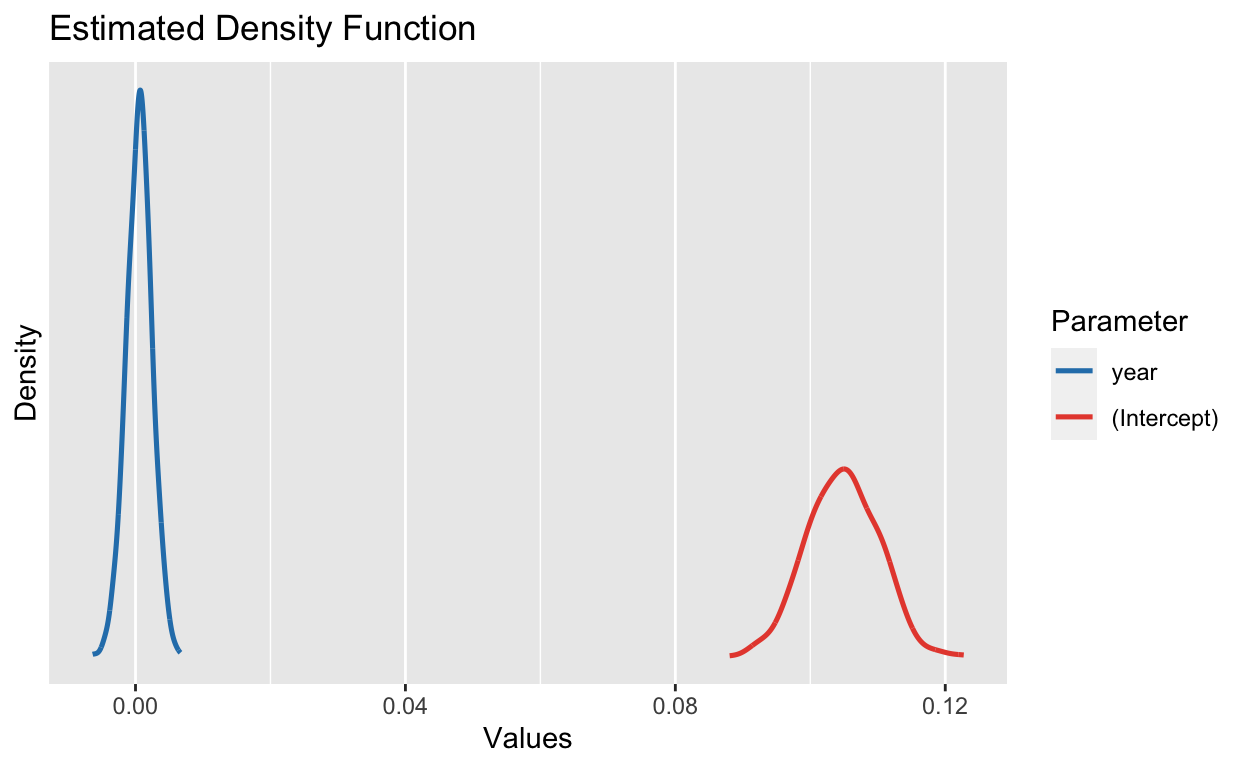 Estimated Density Function
Density
0.00
0.04
0.08
0.12
Values
Parameter
year
(Intercept)